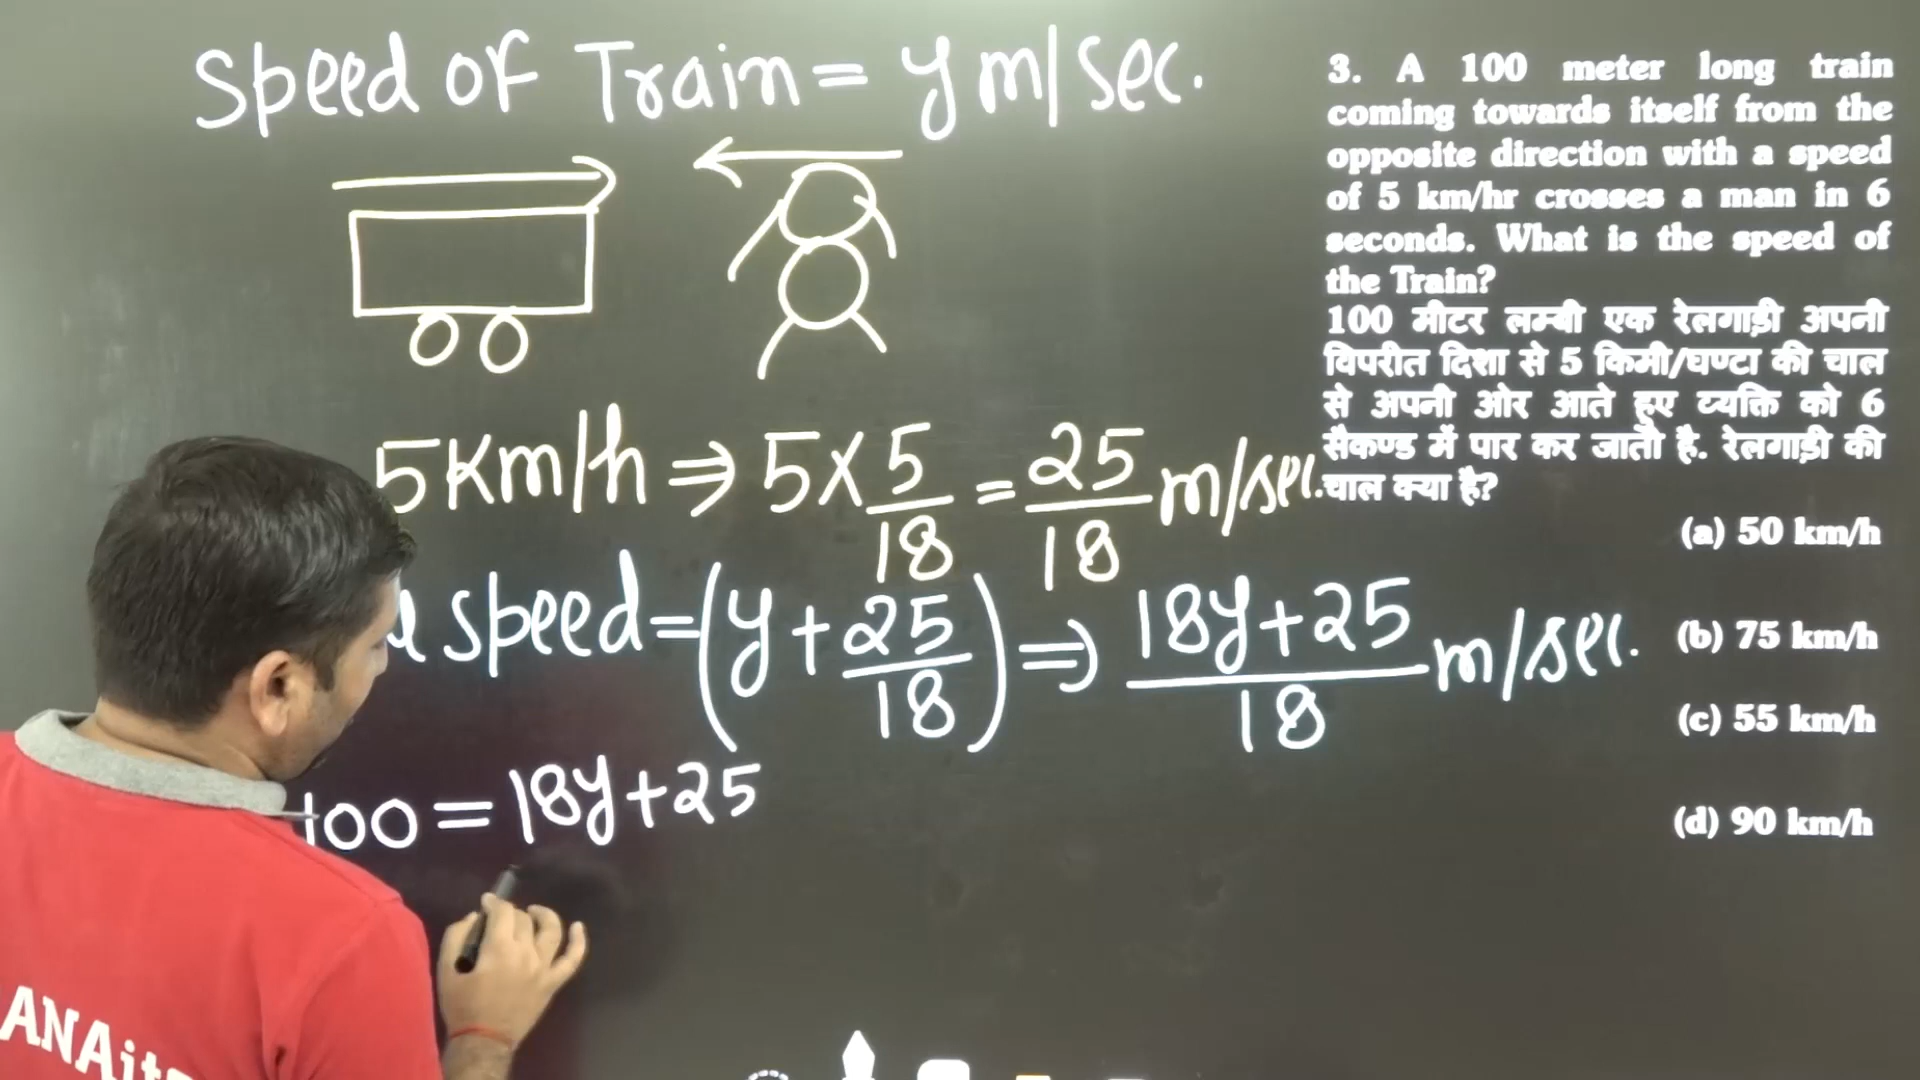 Speed of Train = y m/sec.
5 Km/h ⇒ 5 × 5/18 = 25/18 m/sec.
speed = (y + 25/18) ⇒ 18y+25/18 m/sec.
100 = 18y+25
3. A 100 meter long train
coming towards itself from the
opposite direction with a speed
of 5 km/hr crosses a man in 6
seconds. What is the speed of
the Train?
100 मीटर लम्बी एक रेलगाड़ी अपनी
विपरीत दिशा से 5 किमी/घण्टा की चाल
से अपनी ओर आते हुए व्यक्ति को 6
सैकण्ड में पार कर जाती है. रेलगाड़ी की
चाल क्या है?
(a) 50 km/h
(b) 75 km/h
(c) 55 km/h
(d) 90 km/h